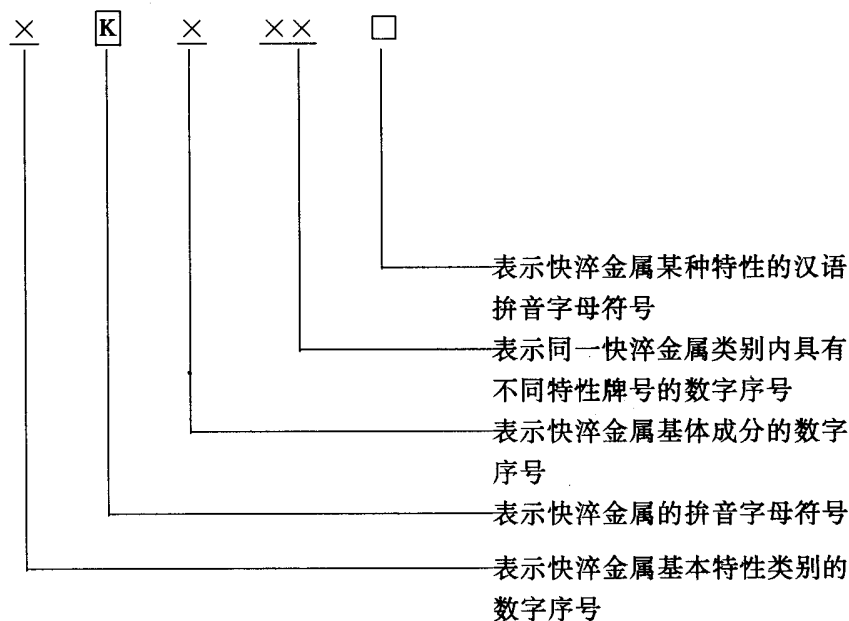 × K × ×× □
表示快淬金属某种特性的汉语
拼音字母符号
表示同一快淬金属类别内具有
不同特性牌号的数字序号
表示快淬金属基体成分的数字
序号
表示快淬金属的拼音字母符号
表示快淬金属基本特性类别的
数字序号